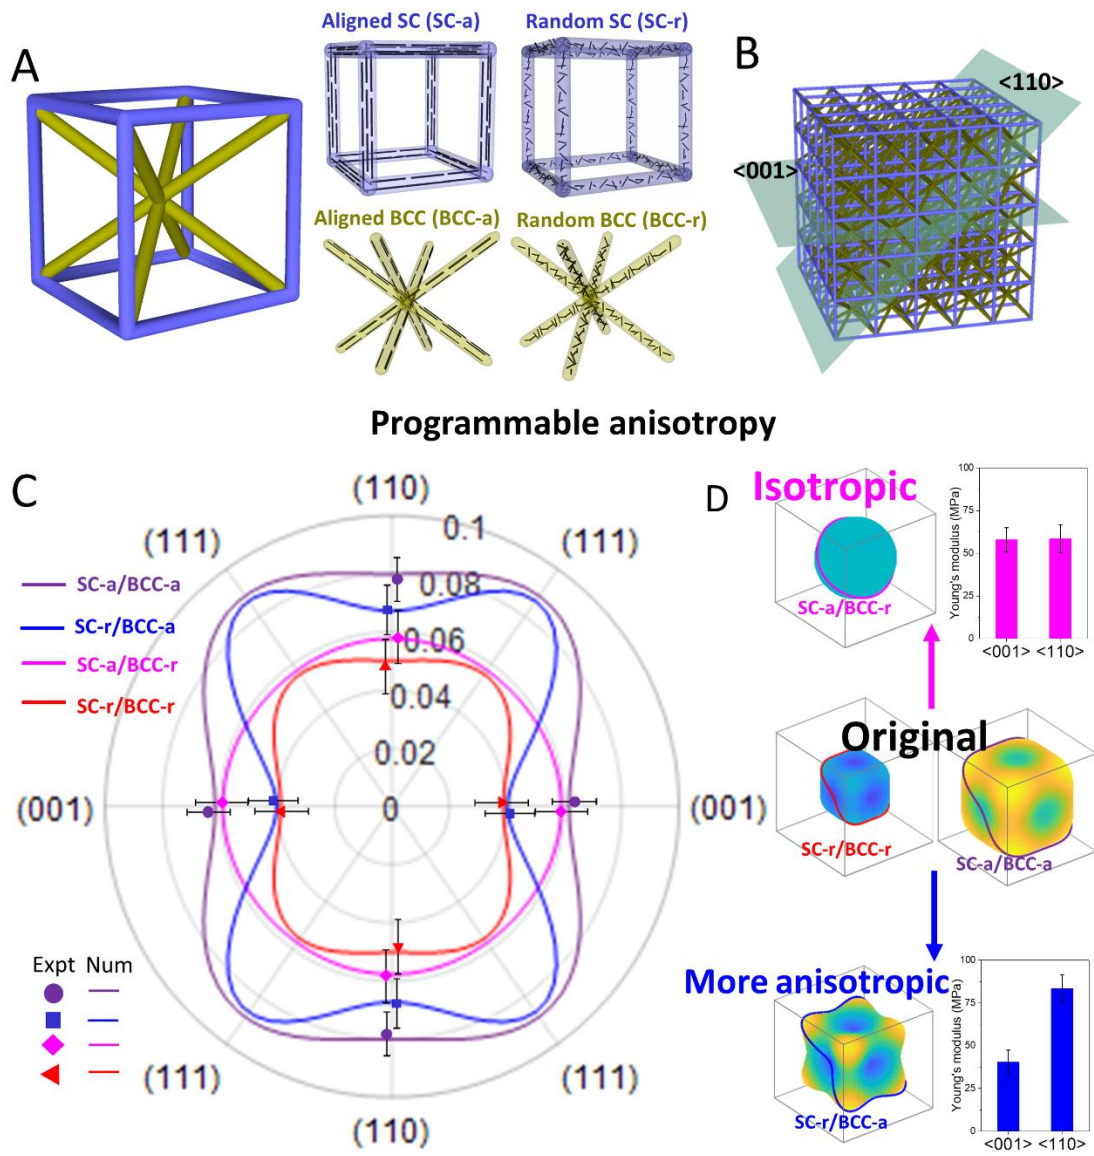 A
Aligned SC (SC-a)
Random SC (SC-r)
Aligned BCC (BCC-a)
Random BCC (BCC-r)
B
<110>
<001>
Programmable anisotropy
C
(110)
(111)
(111)
0.1
0.08
0.06
0.04
0.02
0
(001)
(001)
(111)
(111)
(110)
SC-a/BCC-a
SC-r/BCC-a
SC-a/BCC-r
SC-r/BCC-r
Expt Num
D
Isotropic
SC-a/BCC-r
Young's modulus (MPa)
100
75
50
25
0
<001> <110>
Original
SC-r/BCC-r
SC-a/BCC-a
More anisotropic
SC-r/BCC-a
Young's modulus (MPa)
100
75
50
25
0
<001> <110>